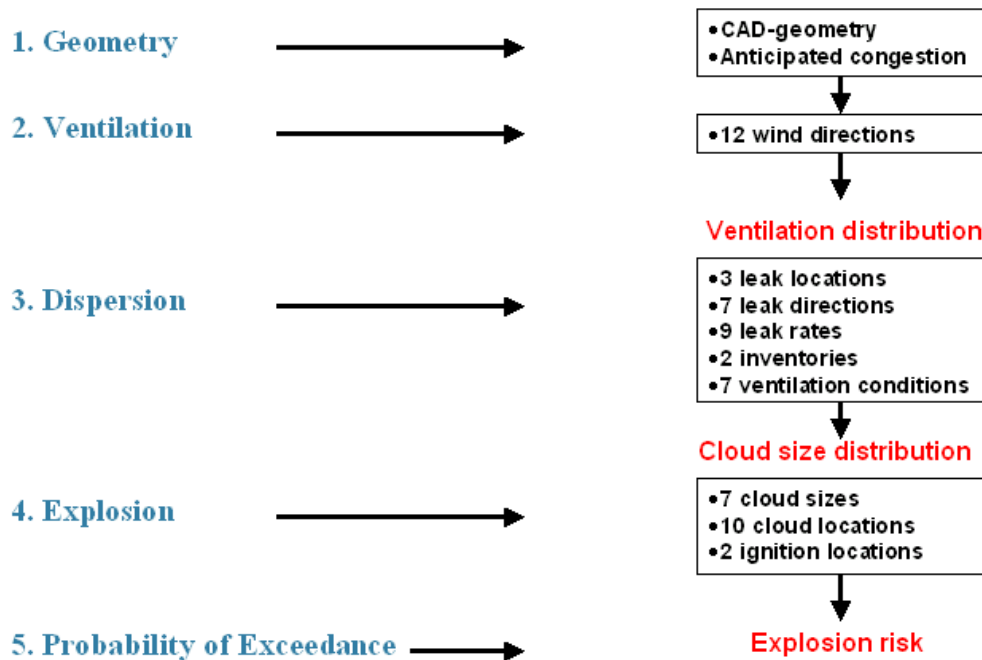 1. Geometry
•CAD-geometry
•Anticipated congestion
2. Ventilation
•12 wind directions
Ventilation distribution
3. Dispersion
•3 leak locations
•7 leak directions
•9 leak rates
•2 inventories
•7 ventilation conditions
Cloud size distribution
4. Explosion
•7 cloud sizes
•10 cloud locations
•2 ignition locations
5. Probability of Exceedance
Explosion risk